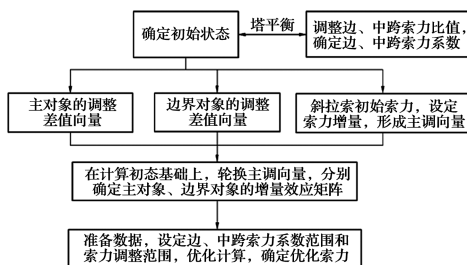 确定初始状态
塔平衡
调整边、中跨索力比值,
确定边、中跨索力系数
主对象的调整
差值向量
边界对象的调整
差值向量
斜拉索初始索力，设定
索力增量，形成主调向量
在计算初态基础上，轮换主调向量，分别
确定主对象、边界对象的增量效应矩阵
准备数据，设定边、中跨索力系数范围和
索力调整范围，优化计算，确定优化索力